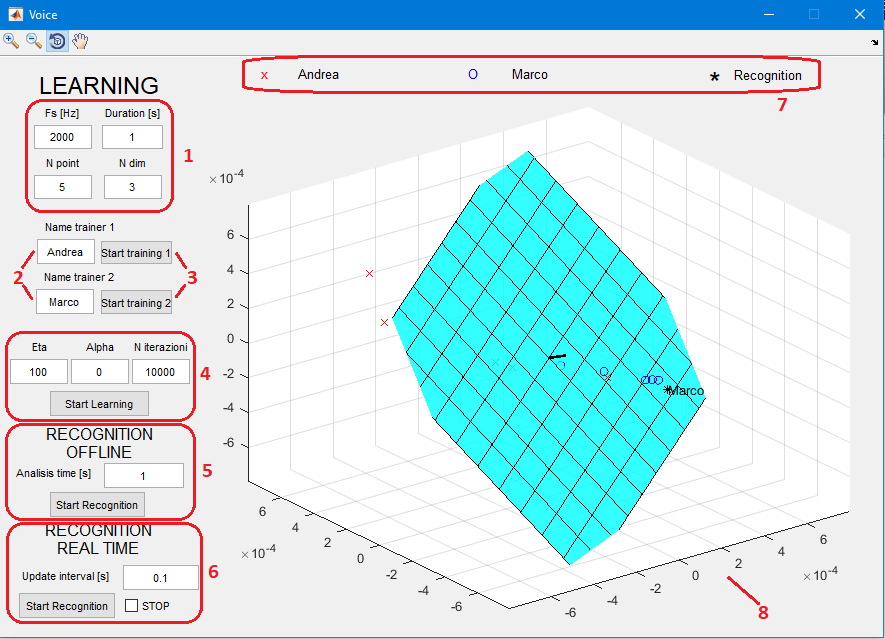 Voice
LEARNING
Fs [Hz] Duration [s]
2000 1
N point N dim
5 3
1
Name trainer 1
Andrea Start training 1
2 3
Name trainer 2
Marco Start training 2
Eta Alpha N iterazioni
100 0 10000
4
Start Learning
RECOGNITION
OFFLINE
Analisis time [s] 1
5
Start Recognition
RECOGNITION
REAL TIME
Update interval [s] 0.1
6
Start Recognition STOP
x Andrea O Marco * Recognition
7
×10⁻⁴
6
4
2
0
-2
-4
-6
Marco
6
4
2
0
-2
-4
-6
×10⁻⁴
-6
-4
-2
0
2
4
6
×10⁻⁴
8